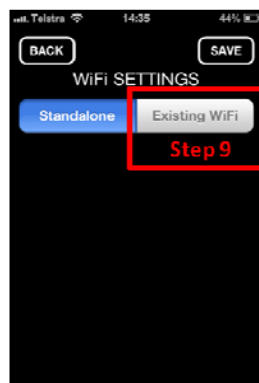 Telstra 14:35 44%
BACK SAVE
WiFi SETTINGS
Standalone Existing WiFi
Step 9